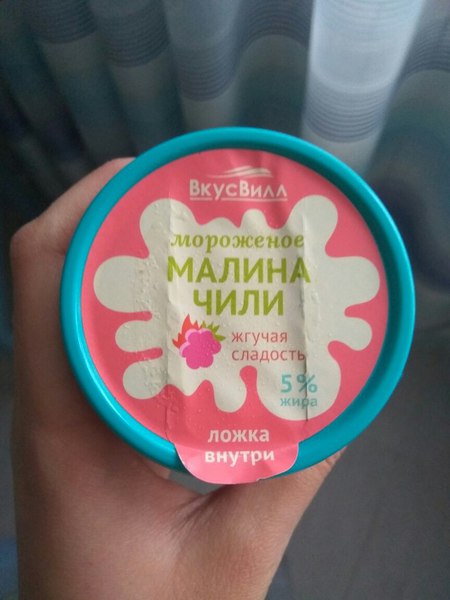 ВкусВилл
мороженое
МАЛИНА
ЧИЛИ
жгучая
сладость
5%
жира
ложка
внутри